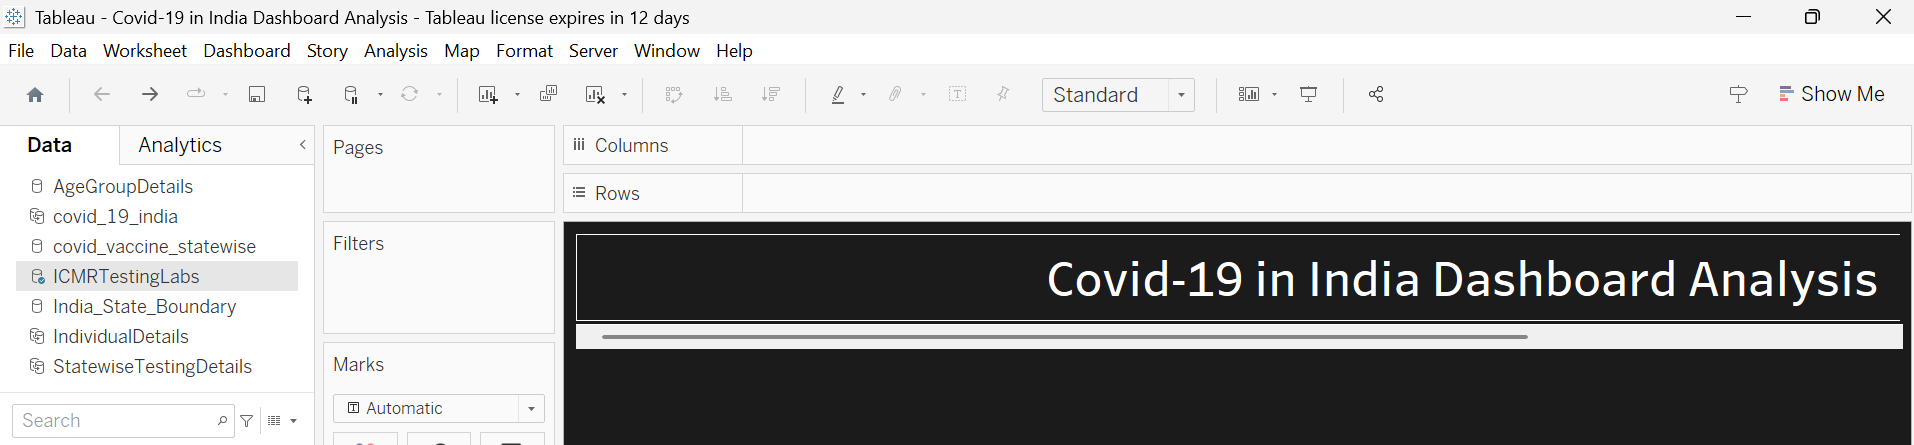 Tableau - Covid-19 in India Dashboard Analysis - Tableau license expires in 12 days
File Data Worksheet Dashboard Story Analysis Map Format Server Window Help
Standard
Show Me
Data Analytics
Pages
Columns
AgeGroupDetails
covid_19_india
Rows
covid_vaccine_statewise
Filters
ICMRTestingLabs
Covid-19 in India Dashboard Analysis
India_State_Boundary
IndividualDetails
StatewiseTestingDetails
Marks
Automatic
Search